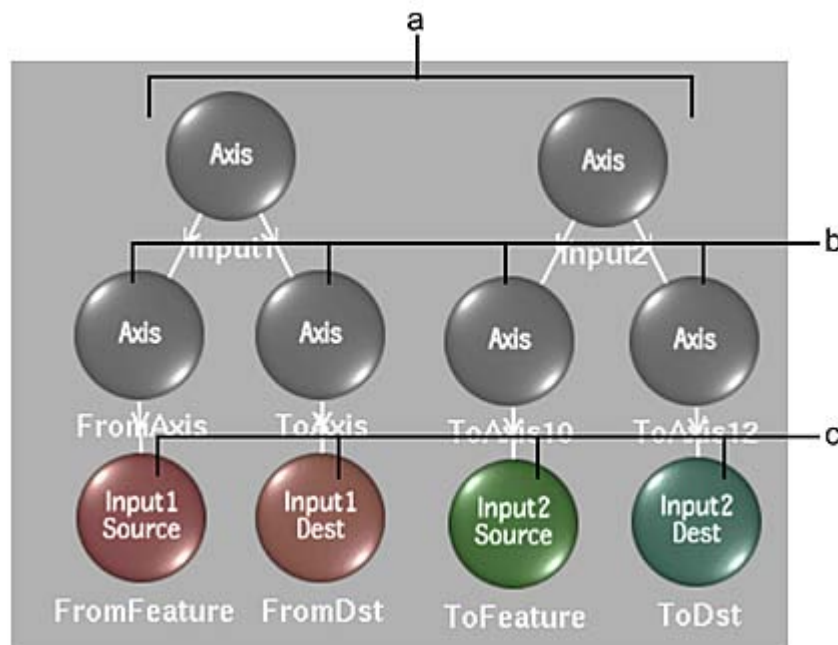 a
Axis
Axis
Input1
Input2
b
Axis
Axis
Axis
Axis
FromAxis
ToAxis
ToAxis10
ToAxis12
c
Input1
Source
Input1
Dest
Input2
Source
Input2
Dest
FromFeature
FromDst
ToFeature
ToDst